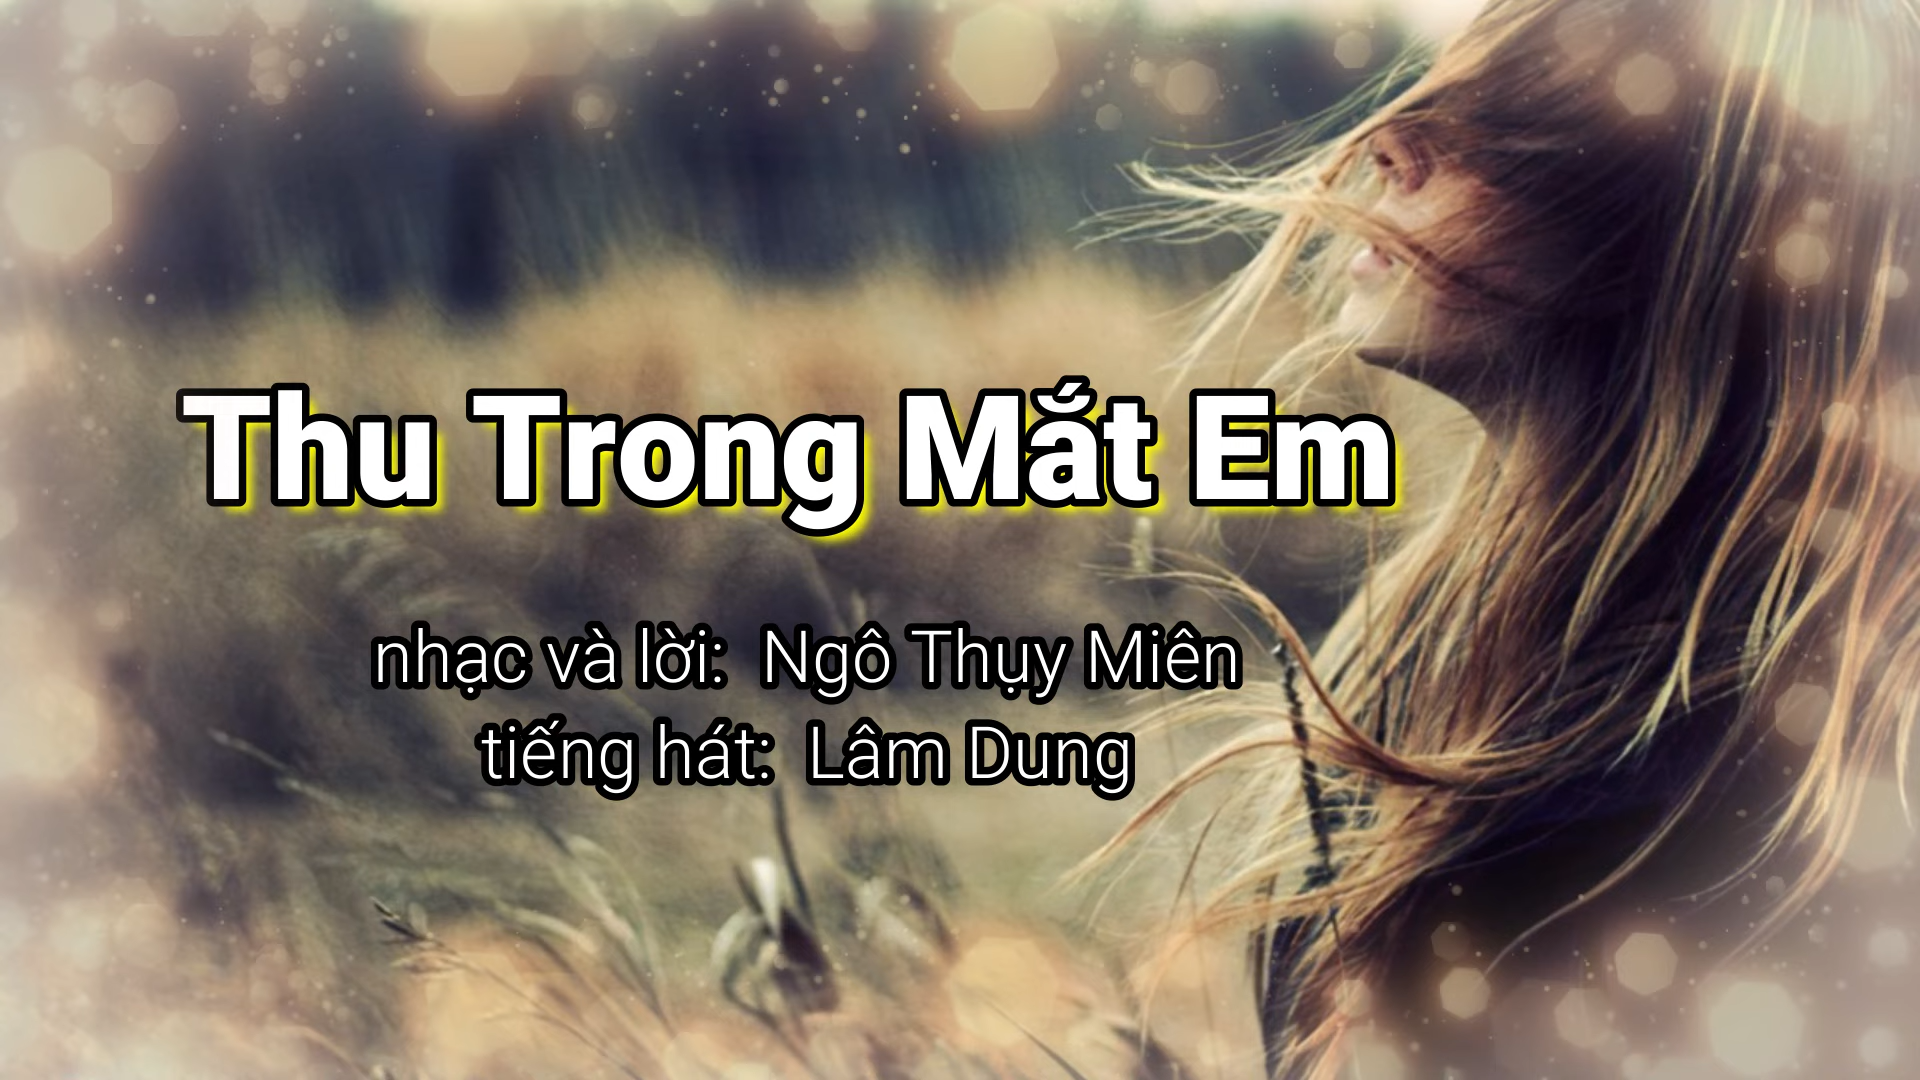 Thu Trong Mắt Em
nhạc và lời:  Ngô Thụy Miên
tiếng hát:  Lâm Dung